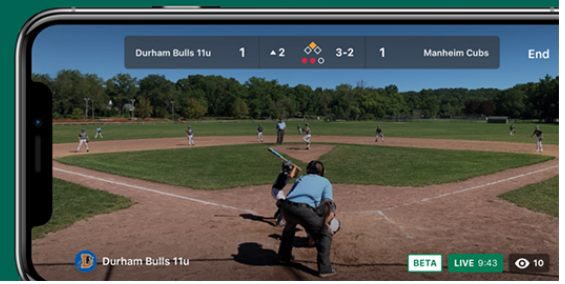 Durham Bulls 11u 1 ▲2 3-2 1 Manheim Cubs End
Durham Bulls 11u BETA LIVE 9:43 10